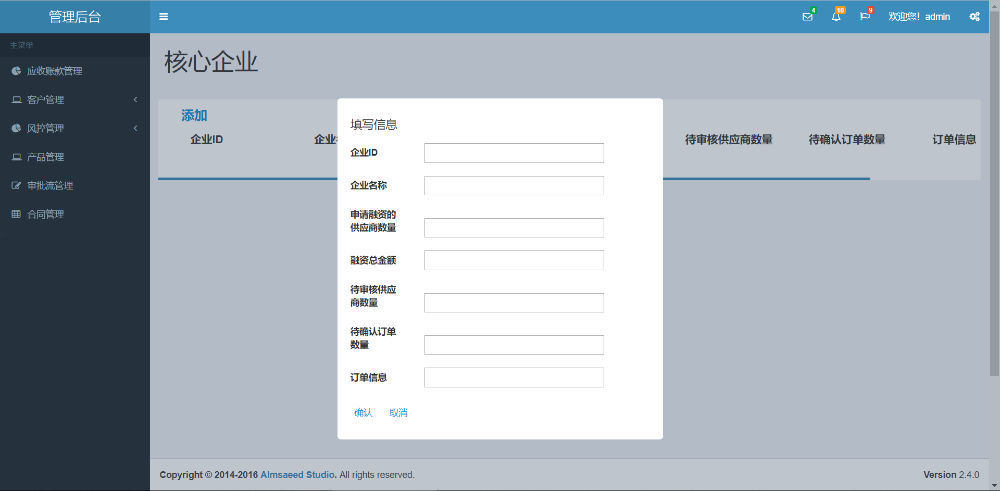 管理后台
4
10
9
欢迎您！admin
主菜单
应收账款管理
客户管理
风控管理
产品管理
审批流管理
合同管理
核心企业
添加
企业ID
企业
待审核供应商数量
待确认订单数量
订单信息
填写信息
企业ID
企业名称
申请融资的
供应商数量
融资总金额
待审核供应
商数量
待确认订单
数量
订单信息
确认 取消
Copyright © 2014-2016 Almsaeed Studio. All rights reserved.
Version 2.4.0